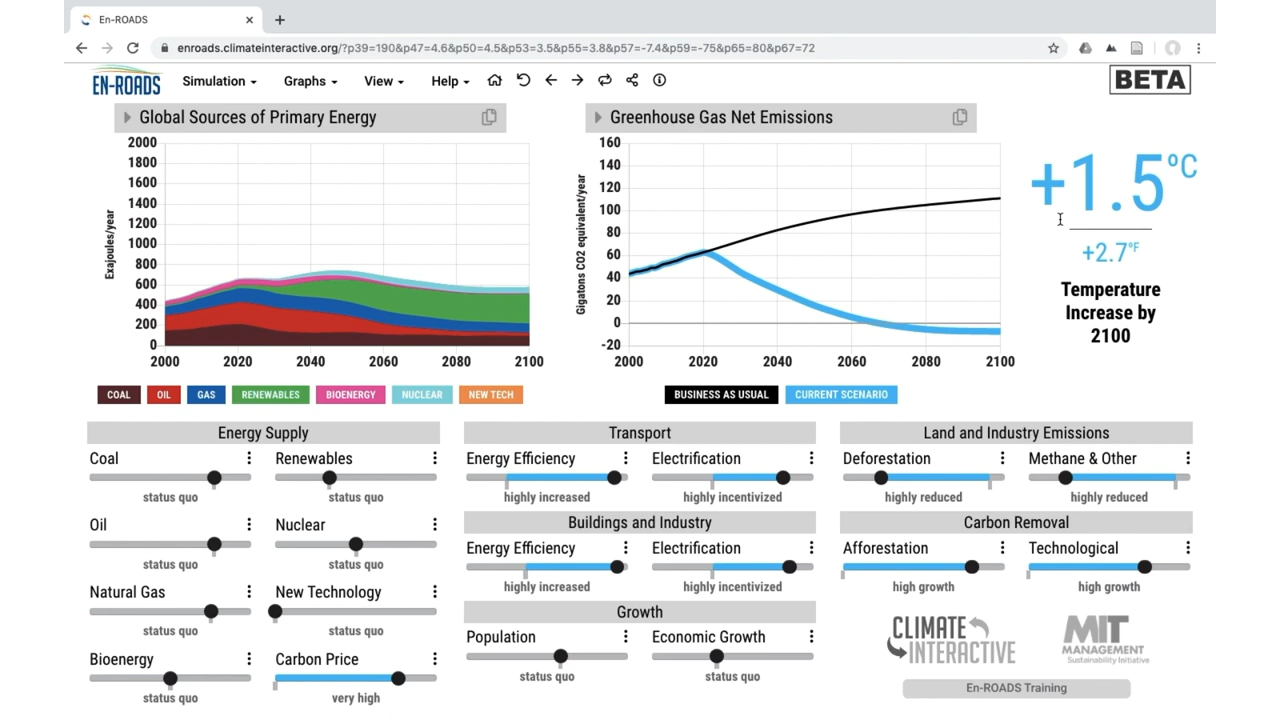 En-ROADS
enroads.climateinteractive.org/?p39=190&p47=4.6&p50=4.5&p53=3.5&p55=3.8&p57=-7.4&p59=-75&p65=80&p67=72
EN-ROADS Simulation Graphs View Help
BETA
Global Sources of Primary Energy
Exajoules/year
2000
1800
1600
1400
1200
1000
800
600
400
200
0
2000 2020 2040 2060 2080 2100
COAL OIL GAS RENEWABLES BIOENERGY NUCLEAR NEW TECH
Greenhouse Gas Net Emissions
Gigatons CO2 equivalent/year
160
140
120
100
80
60
40
20
0
-20
2000 2020 2040 2060 2080 2100
BUSINESS AS USUAL CURRENT SCENARIO
+1.5°C
+2.7°F
Temperature
Increase by
2100
Energy Supply
Coal Renewables
status quo status quo
Oil Nuclear
status quo status quo
Natural Gas New Technology
status quo status quo
Bioenergy Carbon Price
status quo very high
Transport
Energy Efficiency Electrification
highly increased highly incentivized
Buildings and Industry
Energy Efficiency Electrification
highly increased highly incentivized
Growth
Population Economic Growth
status quo status quo
Land and Industry Emissions
Deforestation Methane & Other
highly reduced highly reduced
Carbon Removal
Afforestation Technological
high growth high growth
CLIMATE
INTERACTIVE
MIT
MANAGEMENT
Sustainability Initiative
En-ROADS Training